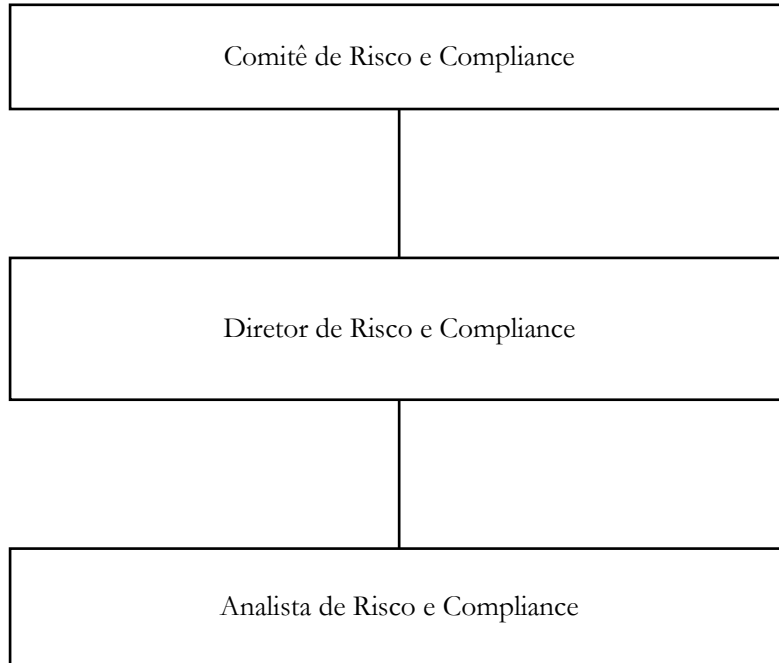 Comitê de Risco e Compliance
Diretor de Risco e Compliance
Analista de Risco e Compliance